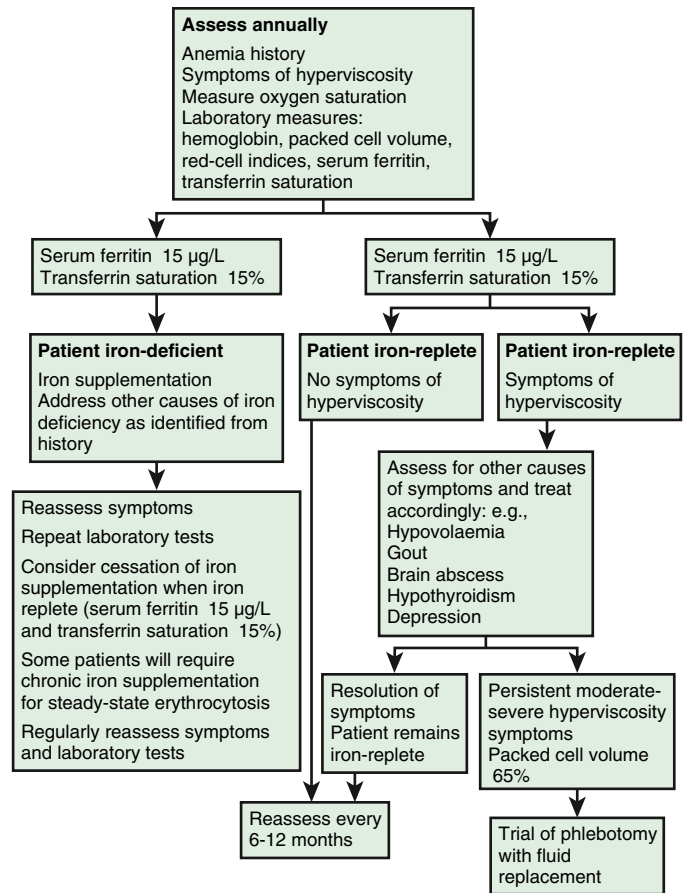 Assess annually
Anemia history
Symptoms of hyperviscosity
Measure oxygen saturation
Laboratory measures:
hemoglobin, packed cell volume,
red-cell indices, serum ferritin,
transferrin saturation
Serum ferritin 15 µg/L
Transferrin saturation 15%
Serum ferritin 15 µg/L
Transferrin saturation 15%
Patient iron-deficient
Iron supplementation
Address other causes of iron
deficiency as identified from
history
Patient iron-replete
No symptoms of
hyperviscosity
Patient iron-replete
Symptoms of
hyperviscosity
Reassess symptoms
Repeat laboratory tests
Consider cessation of iron
supplementation when iron
replete (serum ferritin 15 µg/L
and transferrin saturation 15%)
Some patients will require
chronic iron supplementation
for steady-state erythrocytosis
Regularly reassess symptoms
and laboratory tests
Assess for other causes
of symptoms and treat
accordingly: e.g.,
Hypovolaemia
Gout
Brain abscess
Hypothyroidism
Depression
Resolution of
symptoms
Patient remains
iron-replete
Persistent moderate-
severe hyperviscosity
symptoms
Packed cell volume
65%
Reassess every
6-12 months
Trial of phlebotomy
with fluid
replacement